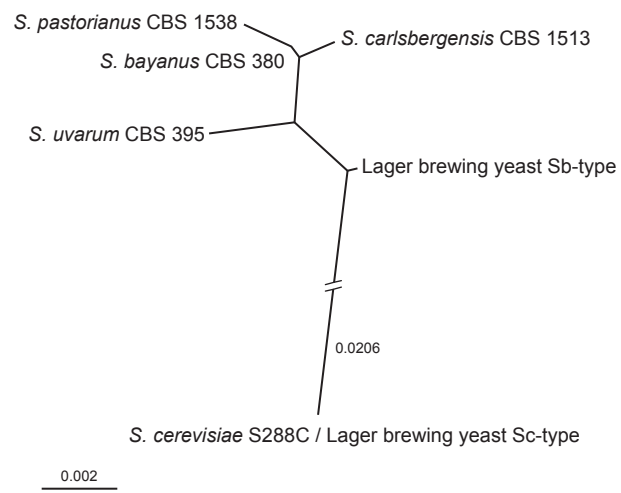 S. pastorianus CBS 1538
S. carlsbergensis CBS 1513
S. bayanus CBS 380
S. uvarum CBS 395
Lager brewing yeast Sb-type
0.0206
S. cerevisiae S288C / Lager brewing yeast Sc-type
0.002